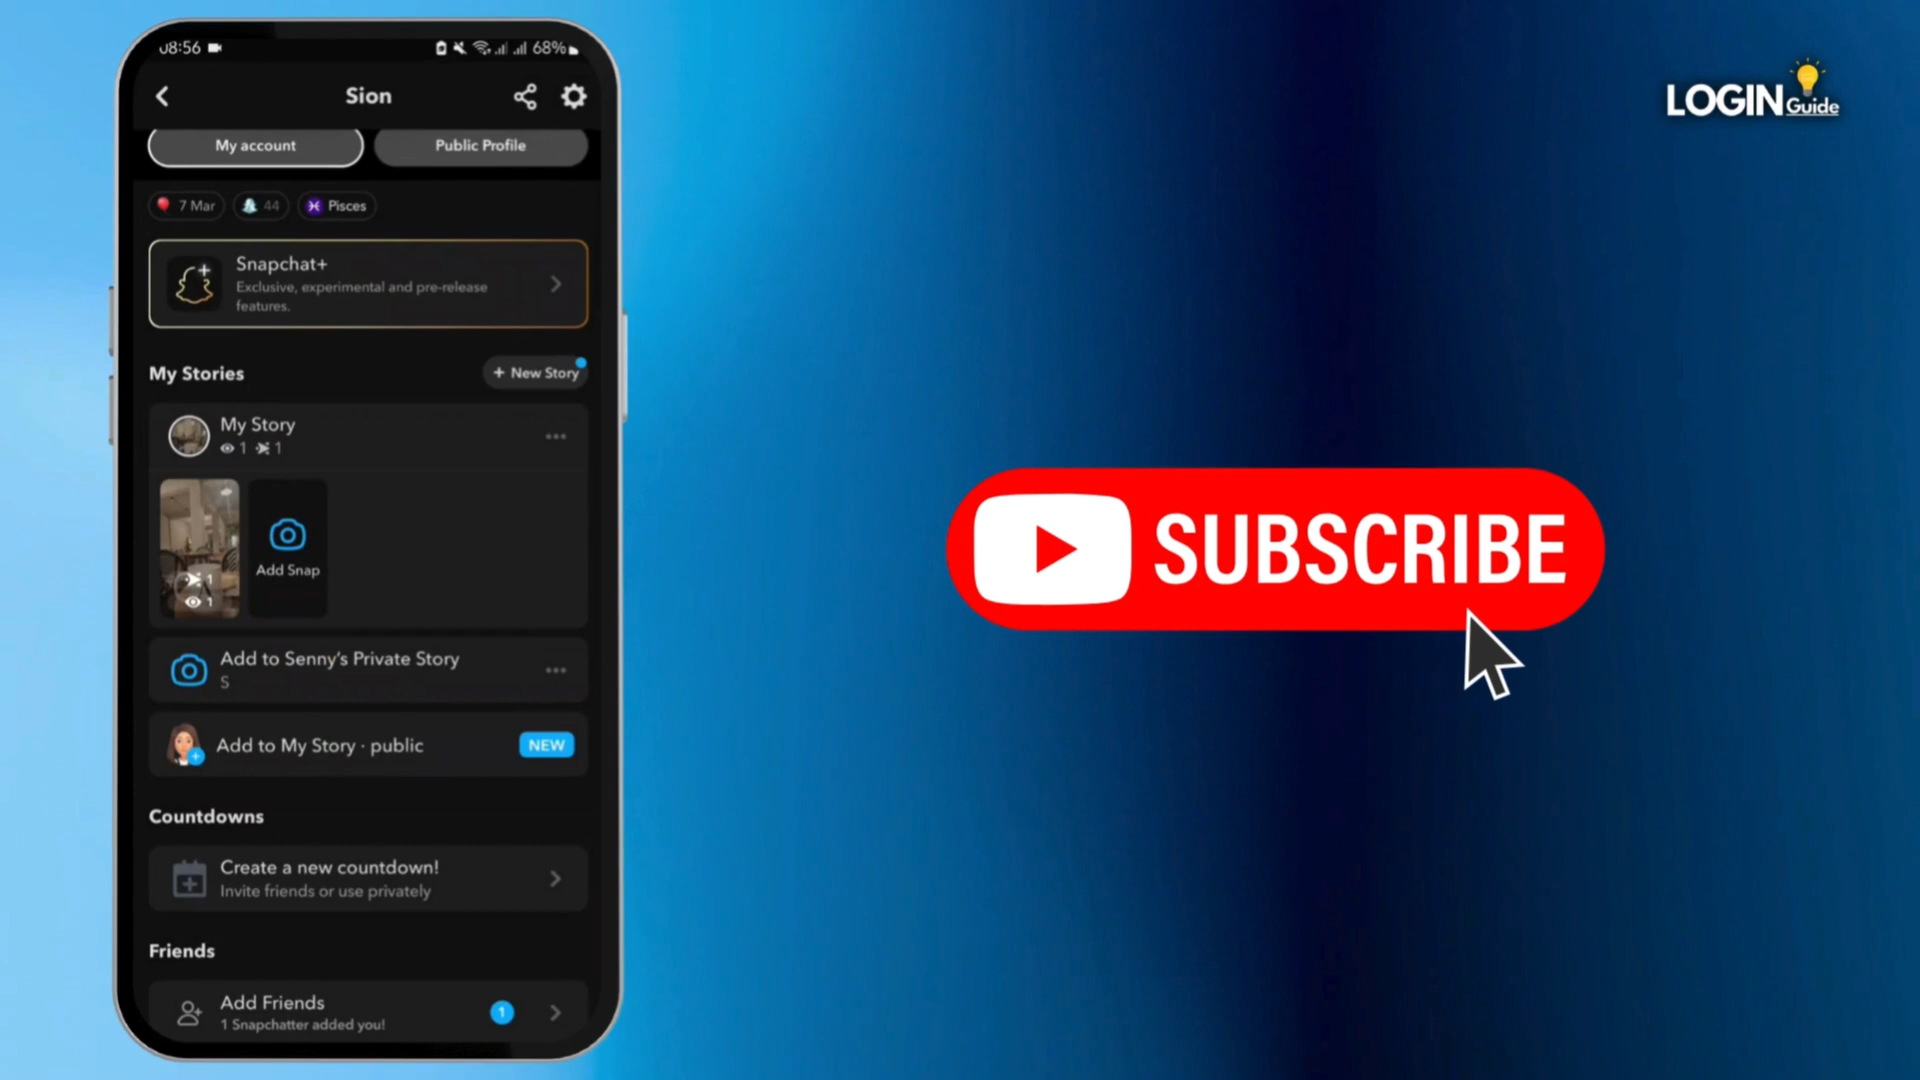 08:56
68%
Sion
My account
Public Profile
7 Mar
44
Pisces
Snapchat+
Exclusive, experimental and pre-release
features.
My Stories
+ New Story
My Story
1 1
Add Snap
1
1
Add to Senny's Private Story
S
Add to My Story · public
NEW
Countdowns
Create a new countdown!
Invite friends or use privately
Friends
Add Friends
1 Snapchatter added you!
1
LOGIN Guide
SUBSCRIBE